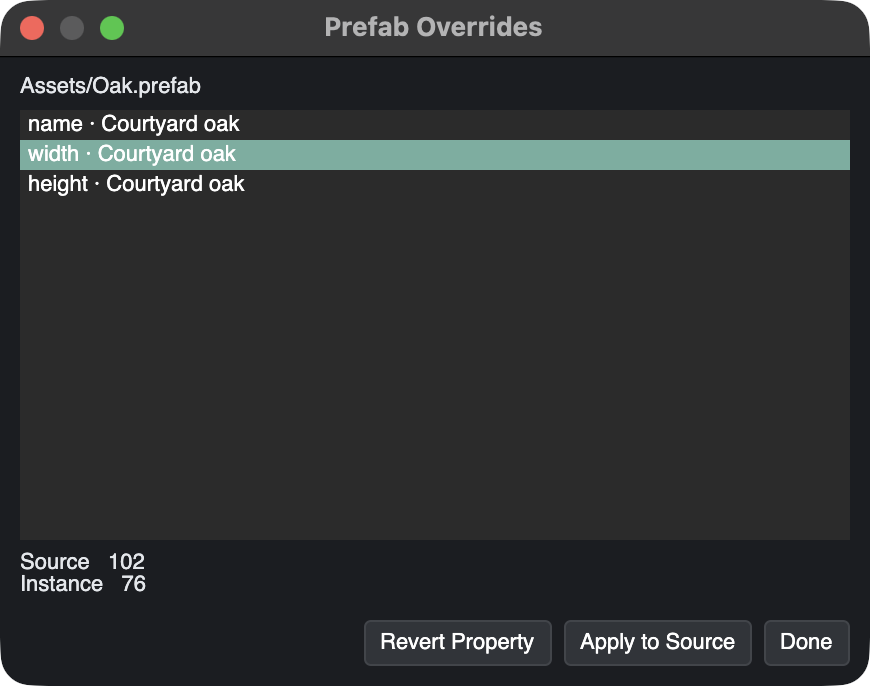 Prefab Overrides
Assets/Oak.prefab
name · Courtyard oak
width · Courtyard oak
height · Courtyard oak
Source 102
Instance 76
Revert Property
Apply to Source
Done